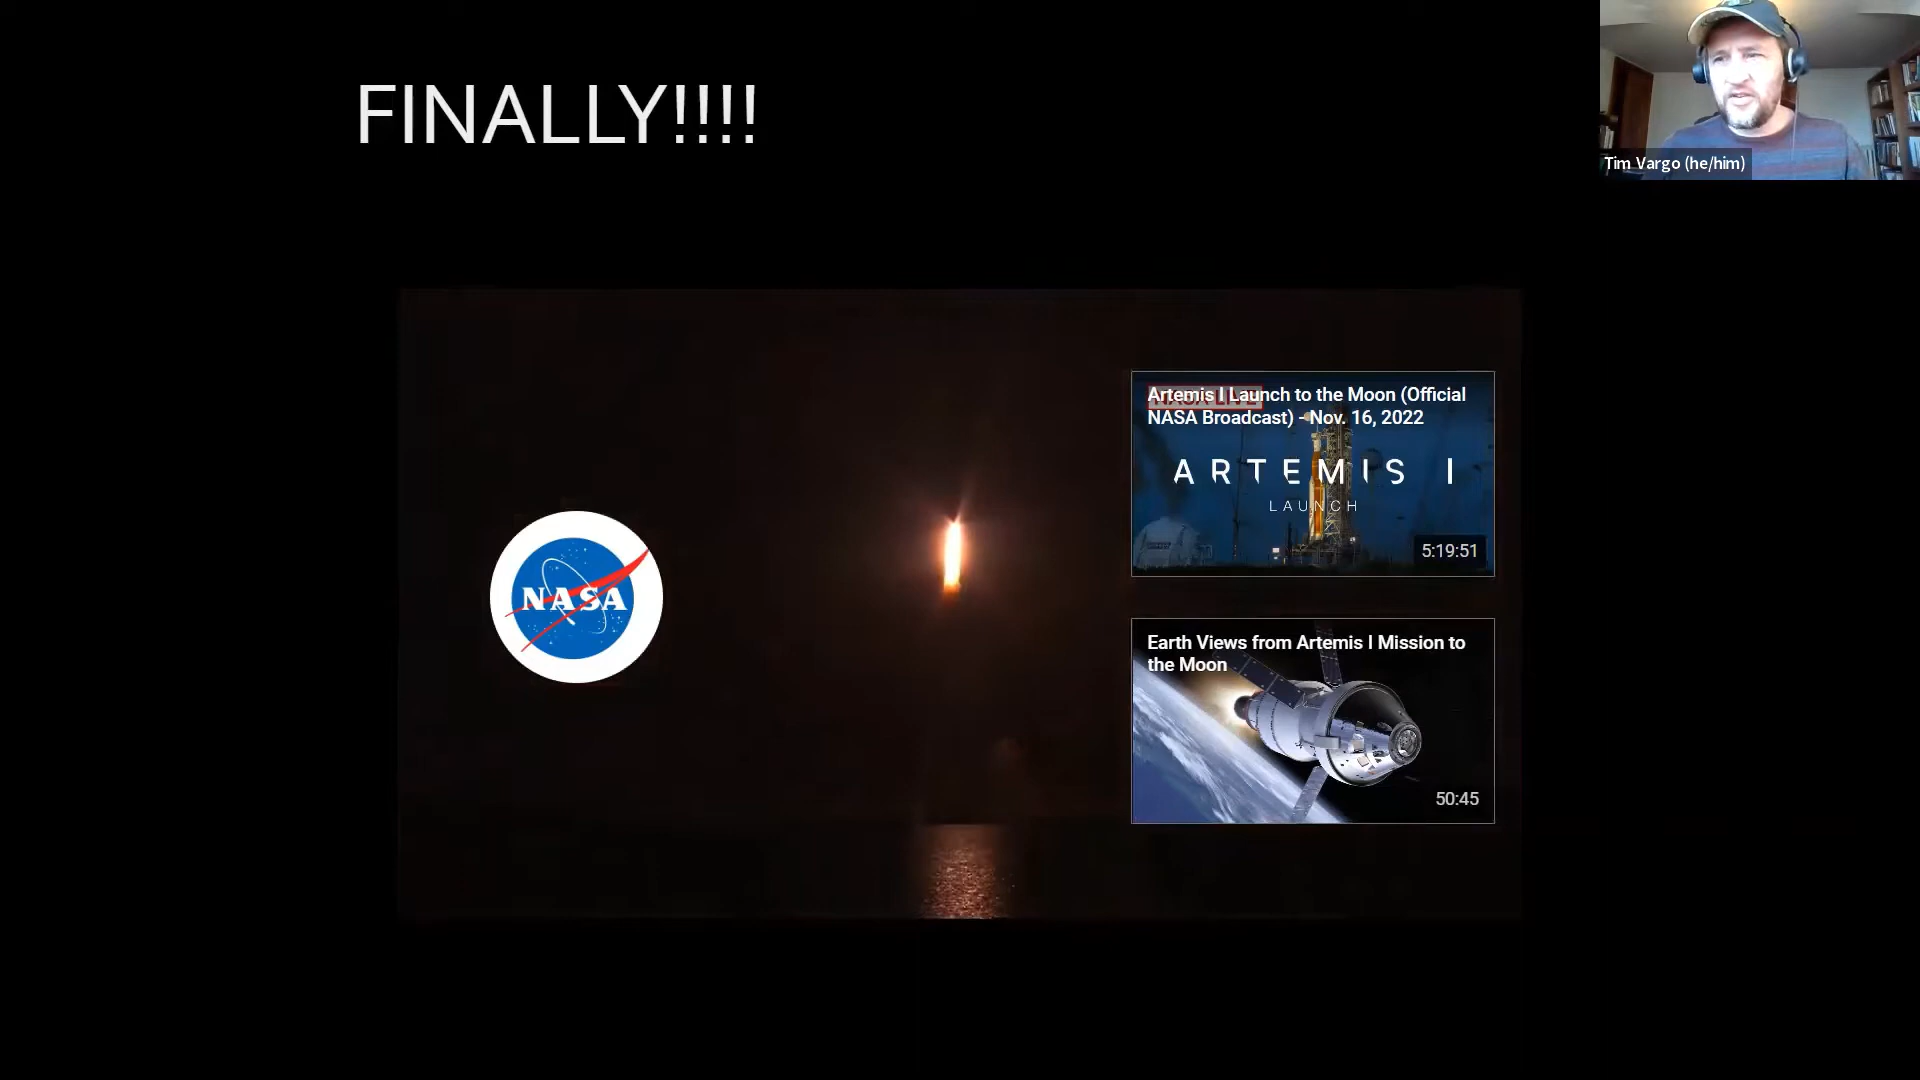 FINALLY!!!!
Tim Vargo (he/him)
Artemis I Launch to the Moon (Official
NASA Broadcast) - Nov. 16, 2022
ARTEMIS I
LAUNCH
5:19:51
NASA
Earth Views from Artemis I Mission to
the Moon
50:45